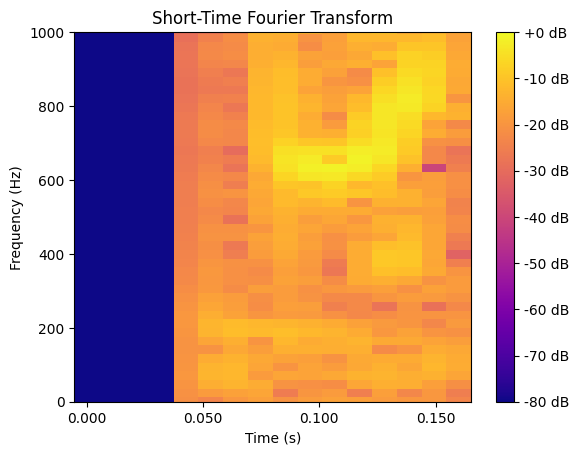 Short-Time Fourier Transform
1000
800
600
400
200
0
Frequency (Hz)
0.000
0.050
0.100
0.150
Time (s)
+0 dB
-10 dB
-20 dB
-30 dB
-40 dB
-50 dB
-60 dB
-70 dB
-80 dB